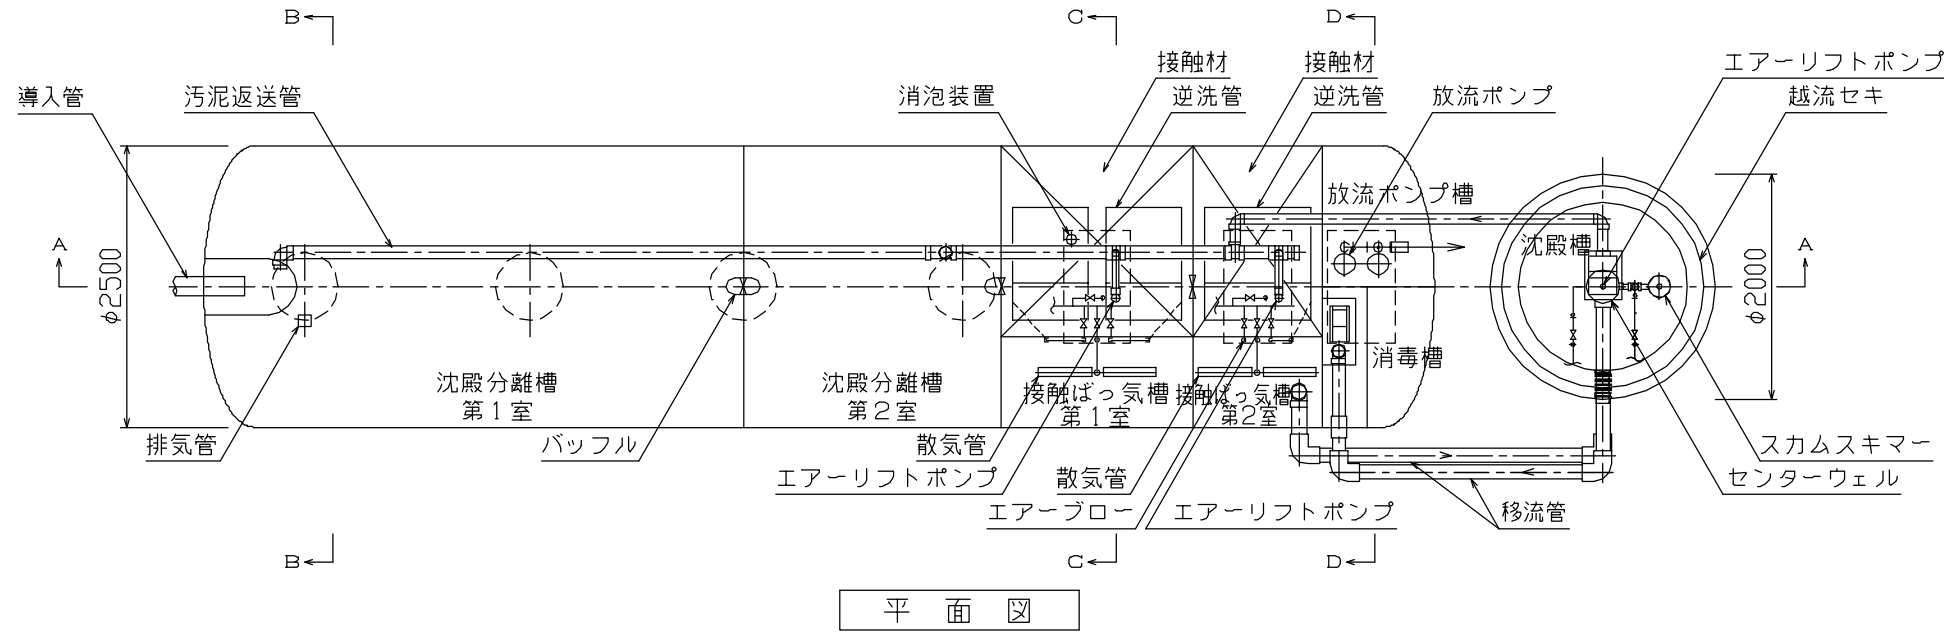 B
C
D
接触材
接触材
エアーリフトポンプ
導入管
汚泥返送管
消泡装置
逆洗管
逆洗管
放流ポンプ
越流セキ
放流ポンプ槽
A
沈殿槽
A
φ2500
φ2000
消毒槽
沈殿分離槽
第1室
沈殿分離槽
第2室
接触ばっ気槽
第1室
接触ばっ気槽
第2室
排気管
バッフル
散気管
エアーリフトポンプ
散気管
エアーブロー
エアーリフトポンプ
移流管
スカムスキマー
センターウェル
B
C
D
平面図